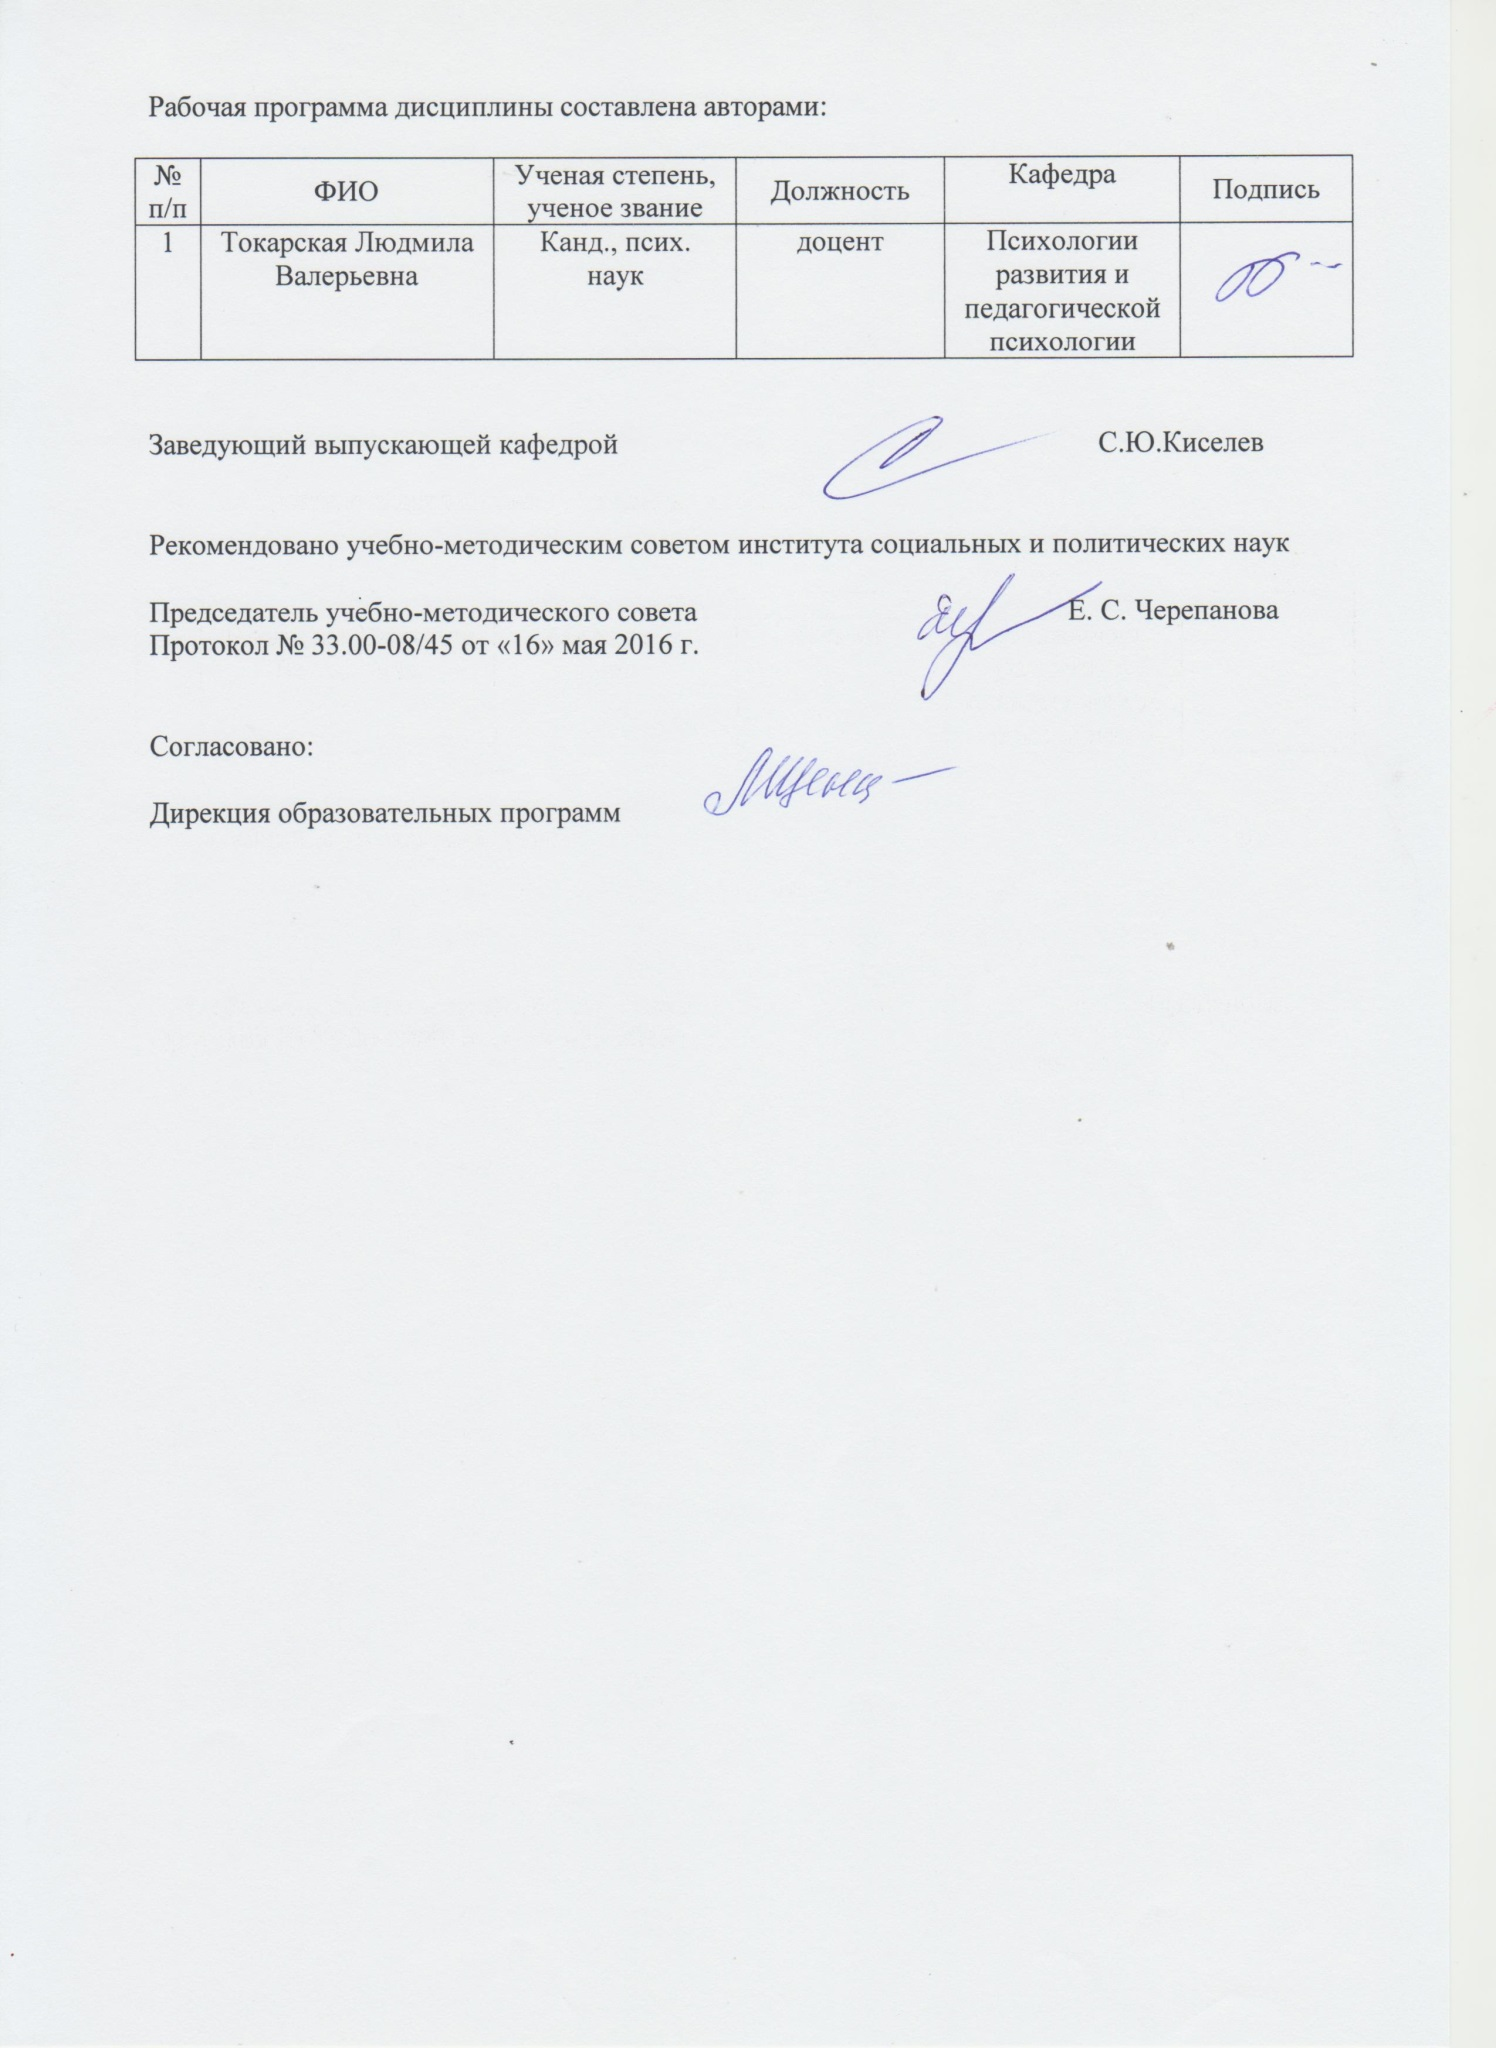 Рабочая программа дисциплины составлена авторами:
№ п/п ФИО Ученая степень, ученое звание Должность Кафедра Подпись
1 Токарская Людмила Валерьевна Канд., псих. наук доцент Психологии развития и педагогической психологии
Заведующий выпускающей кафедрой С.Ю.Киселев
Рекомендовано учебно-методическим советом института социальных и политических наук
Председатель учебно-методического совета Е. С. Черепанова
Протокол № 33.00-08/45 от «16» мая 2016 г.
Согласовано:
Дирекция образовательных программ